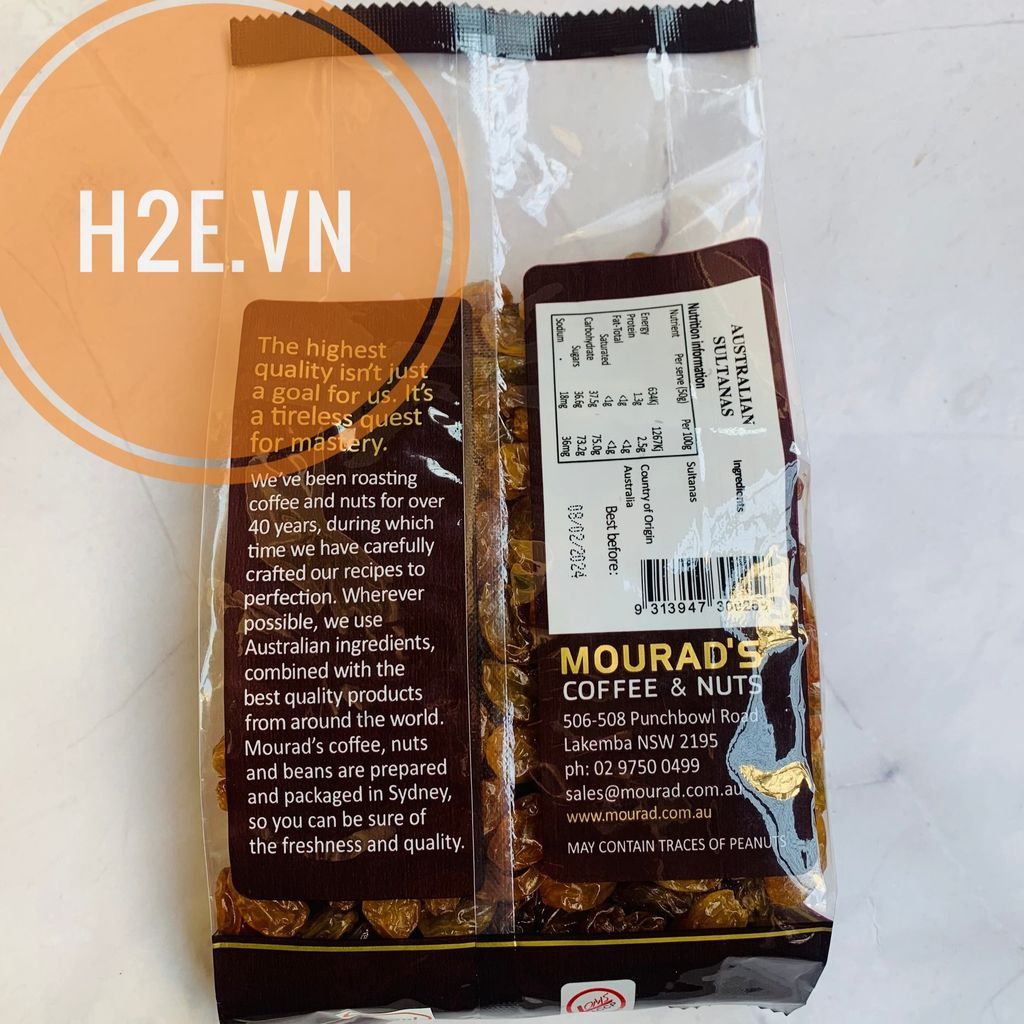 H2E.VN
The highest
quality isn't just
a goal for us. It's
a tireless quest
for mastery.
We've been roasting
coffee and nuts for over
40 years, during which
time we have carefully
crafted our recipes to
perfection. Wherever
possible, we use
Australian ingredients,
combined with the
best quality products
from around the world.
Mourad's coffee, nuts
and beans are prepared
and packaged in Sydney,
so you can be sure of
the freshness and quality.
AUSTRALIAN
SULTANAS
Nutrition information
Nutrient Per serve (50g) Per 100g
Energy 634Kj / 1267Kj
Protein 1.3g 2.5g
Fat-Total <1g <1g
Saturated <1g <1g
Carbohydrate 37.5g 75.0g
Sugars 36.6g 73.2g
Sodium 18mg 36mg
Ingredients
Sultanas
Country of Origin
Australia
Best before:
08/02/2024
9 313947
MOURAD'S
COFFEE & NUTS
506-508 Punchbowl Road
Lakemba NSW 2195
ph: 02 9750 0499
sales@mourad.com.au
www.mourad.com.au
MAY CONTAIN TRACES OF PEANUTS